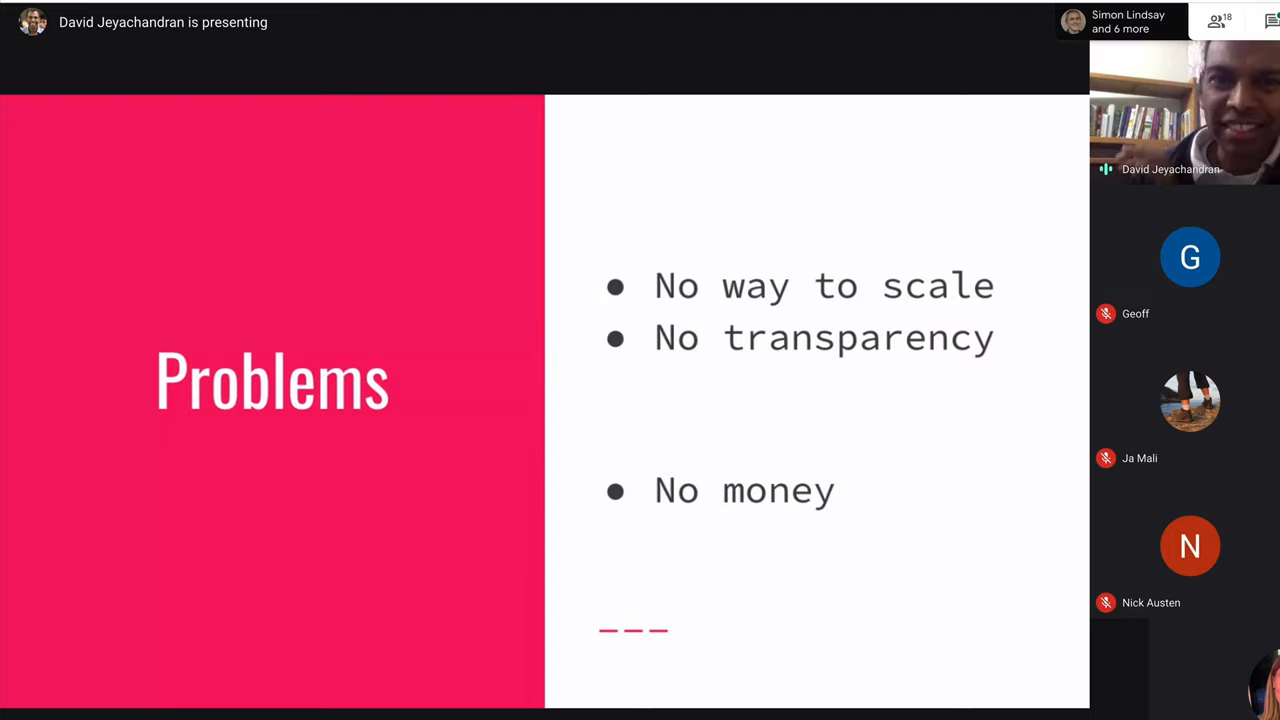 David Jeyachandran is presenting
Simon Lindsay
and 6 more
18
David Jeyachandran
G
Geoff
Ja Mali
N
Nick Austen
Problems
● No way to scale
● No transparency
● No money